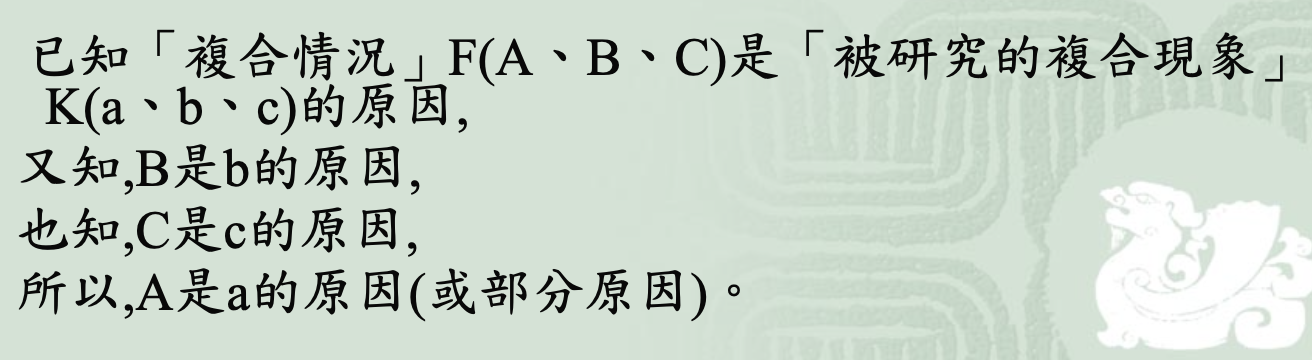 已知「複合情況」F(A、B、C)是「被研究的複合現象」
K(a、b、c)的原因,
又知,B是b的原因,
也知,C是c的原因,
所以,A是a的原因(或部分原因)。